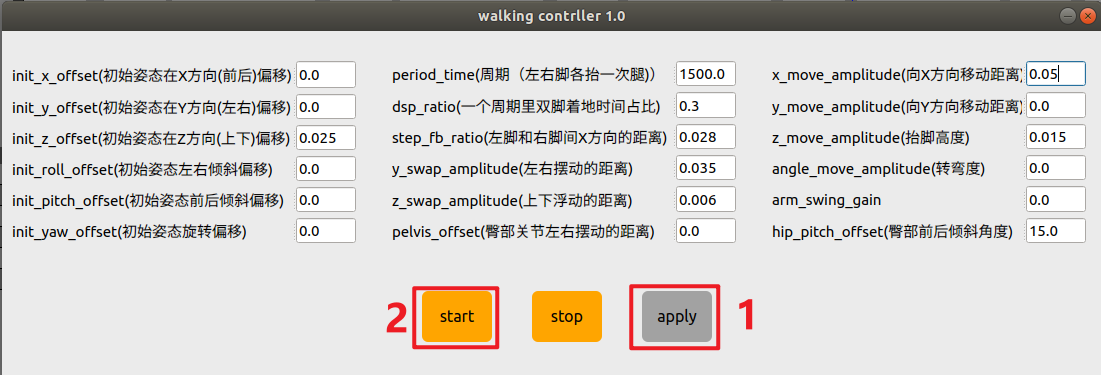 walking contrller 1.0
init_x_offset(初始姿态在X方向(前后)偏移) 0.0 period_time(周期（左右脚各抬一次腿)） 1500.0 x_move_amplitude(向X方向移动距离) 0.05
init_y_offset(初始姿态在Y方向(左右)偏移) 0.0 dsp_ratio(一个周期里双脚着地时间占比) 0.3 y_move_amplitude(向Y方向移动距离) 0.0
init_z_offset(初始姿态在Z方向(上下)偏移) 0.025 step_fb_ratio(左脚和右脚间X方向的距离) 0.028 z_move_amplitude(抬脚高度) 0.015
init_roll_offset(初始姿态左右倾斜偏移) 0.0 y_swap_amplitude(左右摆动的距离) 0.035 angle_move_amplitude(转弯度) 0.0
init_pitch_offset(初始姿态前后倾斜偏移) 0.0 z_swap_amplitude(上下浮动的距离) 0.006 arm_swing_gain 0.0
init_yaw_offset(初始姿态旋转偏移) 0.0 pelvis_offset(臀部关节左右摆动的距离) 0.0 hip_pitch_offset(臀部前后倾斜角度) 15.0
2 start stop apply 1